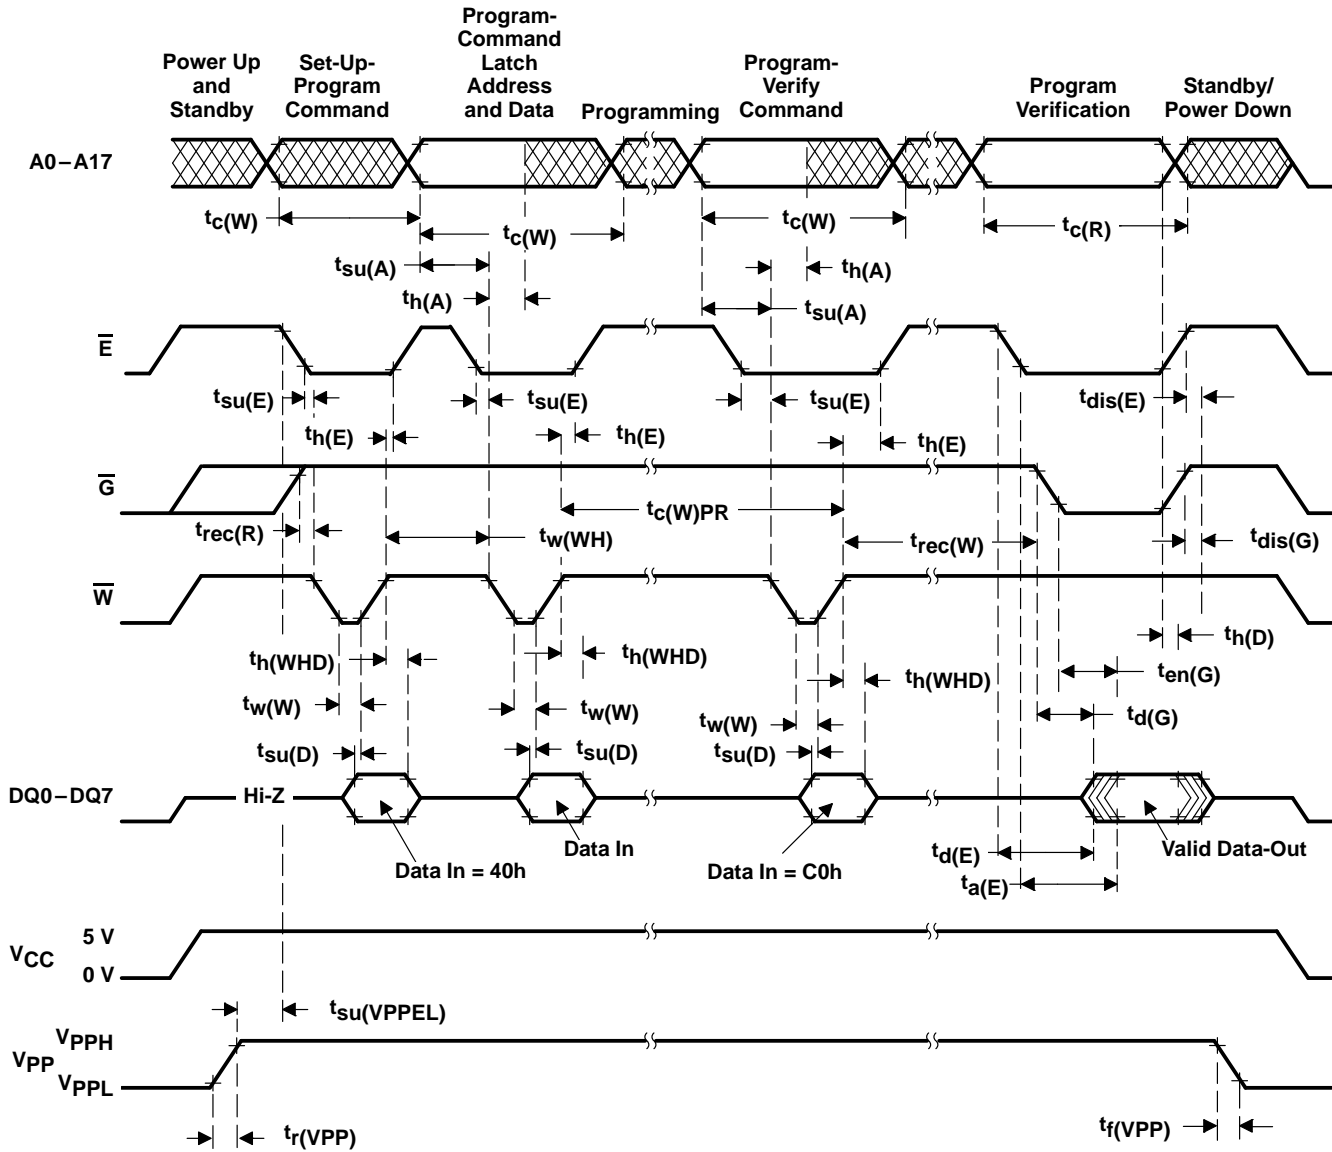 Power Up
and
Standby
Set-Up-
Program
Command
Program-
Command
Latch
Address
and Data
Programming
Program-
Verify
Command
Program
Verification
Standby/
Power Down
A0–A17
tc(W)
tc(W)
tc(W)
tc(R)
tsu(A)
th(A)
th(A)
tsu(A)
E
tsu(E)
tsu(E)
tsu(E)
tdis(E)
th(E)
th(E)
th(E)
G
trec(R)
tw(WH)
tc(W)PR
trec(W)
tdis(G)
W
th(WHD)
th(WHD)
th(WHD)
th(D)
ten(G)
tw(W)
tw(W)
tw(W)
td(G)
tsu(D)
tsu(D)
tsu(D)
DQ0–DQ7
Hi-Z
Data In = 40h
Data In
Data In = C0h
Valid Data-Out
td(E)
ta(E)
VCC
5 V
0 V
tsu(VPPEL)
VPP
VPPH
VPPL
tr(VPP)
tf(VPP)